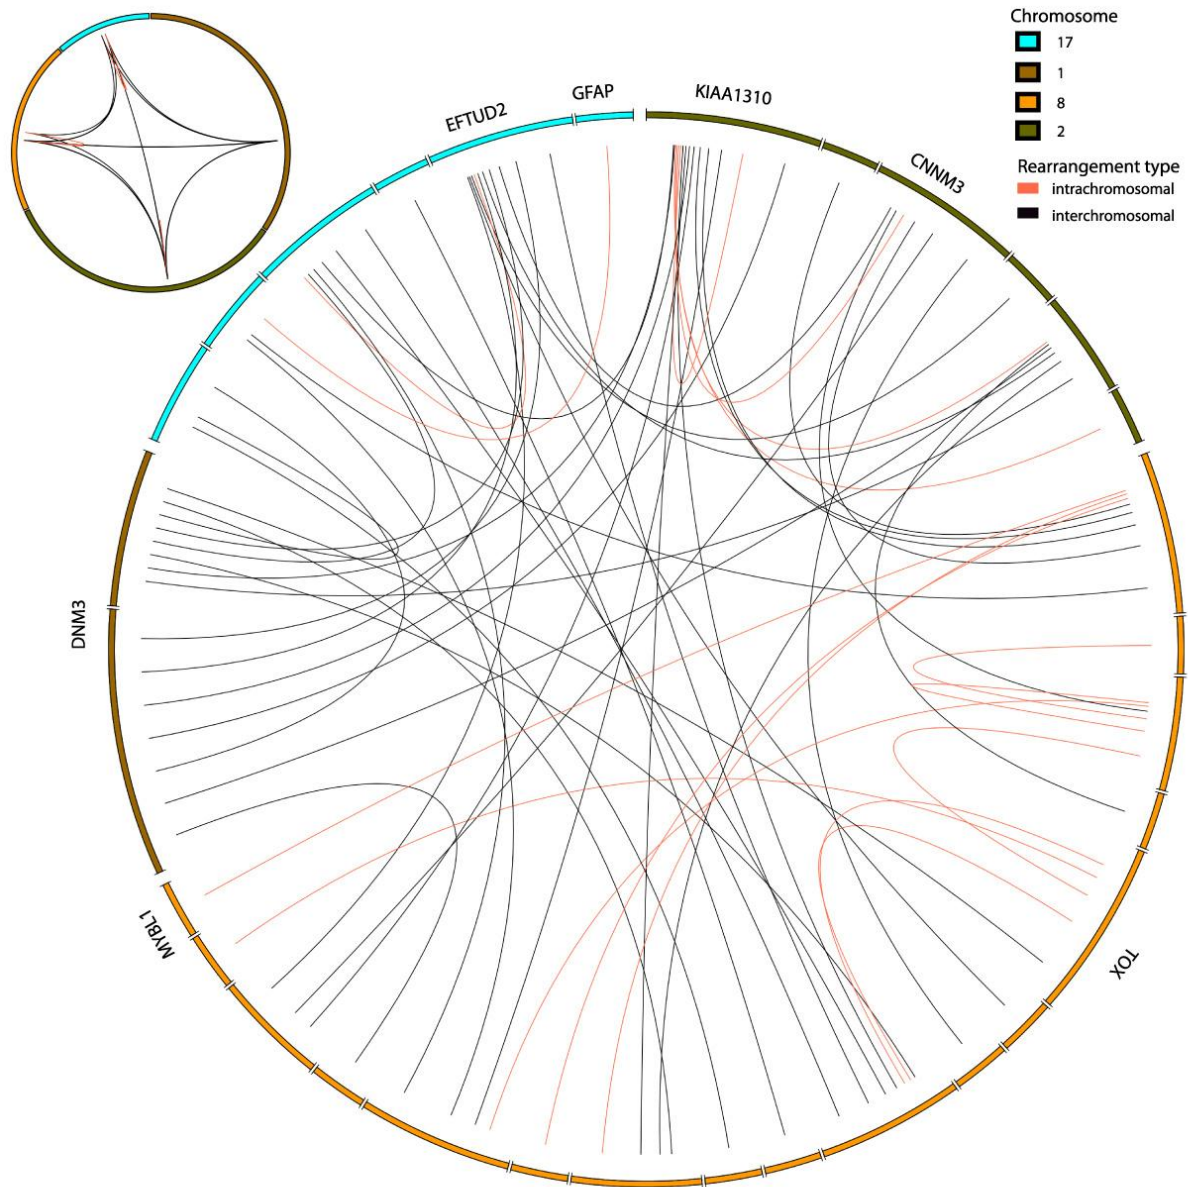 Chromosome
17
1
8
2
Rearrangement type
intrachromosomal
interchromosomal
GFAP
KIAA1310
EFTUD2
CNNM3
DNM3
MYBL1
TOX